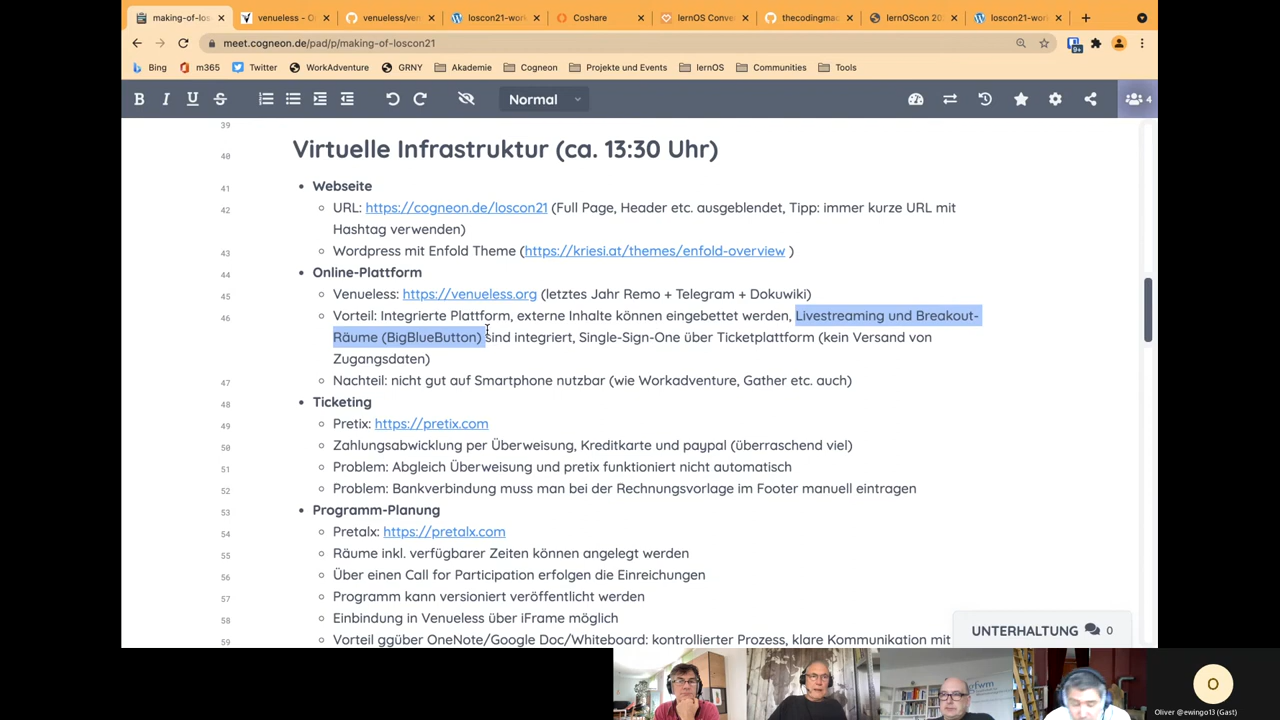 making-of-los
venueless - O
venueless/ven
loscon21-wor
Coshare
lernOS Conve
thecodingmac
lernOScon 20
loscon21-wor
meet.cogneon.de/pad/p/making-of-loscon21
9+
Bing
m365
Twitter
WorkAdventure
GRNY
Akademie
Cogneon
Projekte und Events
lernOS
Communities
Tools
B I U S
Normal
4
39
40 Virtuelle Infrastruktur (ca. 13:30 Uhr)
41 • Webseite
42 URL: https://cogneon.de/loscon21 (Full Page, Header etc. ausgeblendet, Tipp: immer kurze URL mit
Hashtag verwenden)
43 Wordpress mit Enfold Theme (https://kriesi.at/themes/enfold-overview )
44 • Online-Plattform
45 Venueless: https://venueless.org (letztes Jahr Remo + Telegram + Dokuwiki)
46 Vorteil: Integrierte Plattform, externe Inhalte können eingebettet werden, Livestreaming und Breakout-
Räume (BigBlueButton) sind integriert, Single-Sign-One über Ticketplattform (kein Versand von
Zugangsdaten)
47 Nachteil: nicht gut auf Smartphone nutzbar (wie Workadventure, Gather etc. auch)
48 • Ticketing
49 Pretix: https://pretix.com
50 Zahlungsabwicklung per Überweisung, Kreditkarte und paypal (überraschend viel)
51 Problem: Abgleich Überweisung und pretix funktioniert nicht automatisch
52 Problem: Bankverbindung muss man bei der Rechnungsvorlage im Footer manuell eintragen
53 • Programm-Planung
54 Pretalx: https://pretalx.com
55 Räume inkl. verfügbarer Zeiten können angelegt werden
56 Über einen Call for Participation erfolgen die Einreichungen
57 Programm kann versioniert veröffentlicht werden
58 Einbindung in Venueless über iFrame möglich
59 Vorteil ggüber OneNote/Google Doc/Whiteboard: kontrollierter Prozess, klare Kommunikation mit
UNTERHALTUNG 0
gfwm
O
Oliver @ewingo13 (Gast)